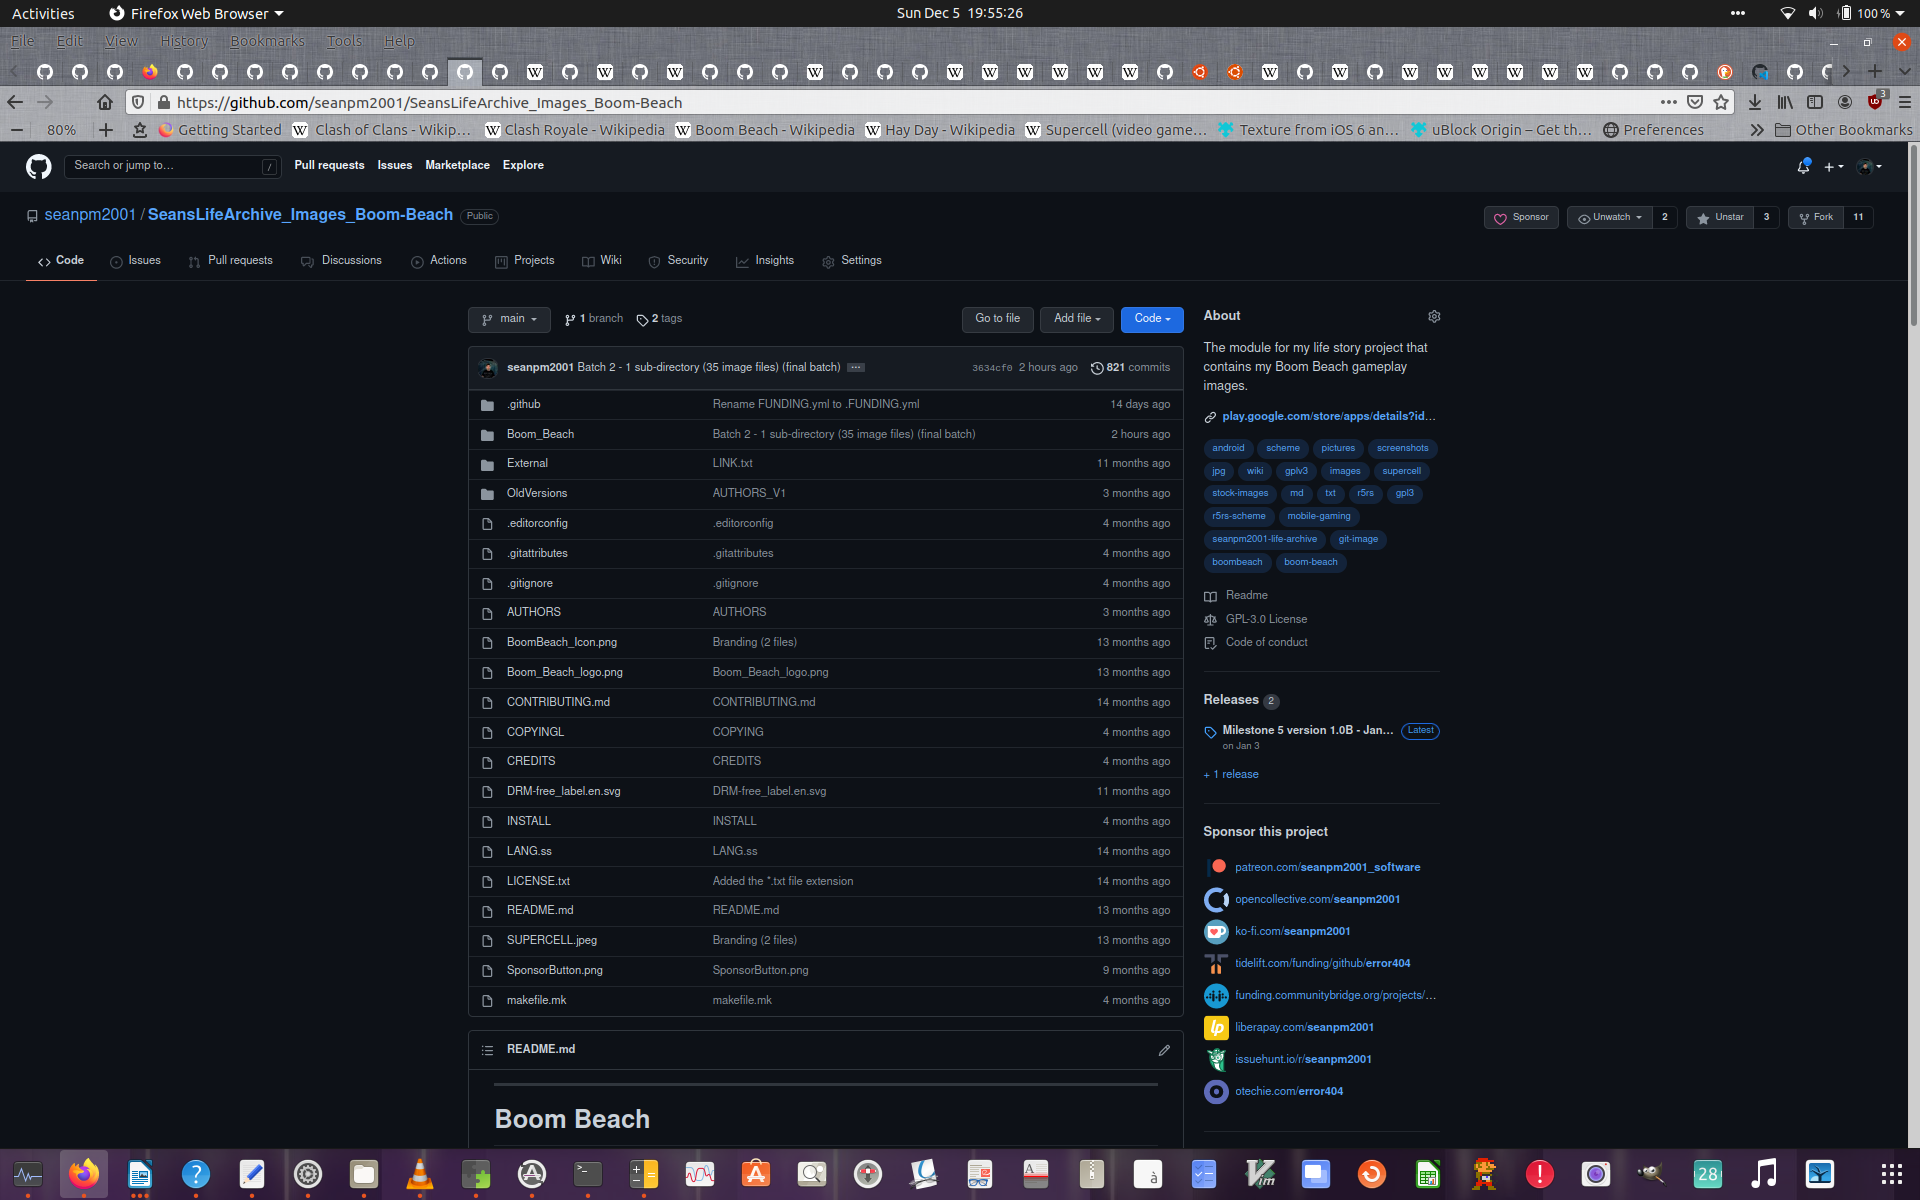 Activities Firefox Web Browser Sun Dec 5 19:55:26 100 %
File Edit View History Bookmarks Tools Help
https://github.com/seanpm2001/SeansLifeArchive_Images_Boom-Beach 3
80% Getting Started Clash of Clans - Wikip… Clash Royale - Wikipedia Boom Beach - Wikipedia Hay Day - Wikipedia Supercell (video game… Texture from iOS 6 an… uBlock Origin – Get th… Preferences Other Bookmarks
Search or jump to… / Pull requests Issues Marketplace Explore
seanpm2001 / SeansLifeArchive_Images_Boom-Beach Public Sponsor Unwatch 2 Unstar 3 Fork 11
Code Issues Pull requests Discussions Actions Projects Wiki Security Insights Settings
main 1 branch 2 tags Go to file Add file Code
seanpm2001 Batch 2 - 1 sub-directory (35 image files) (final batch) 3634cf0 2 hours ago 821 commits
.github Rename FUNDING.yml to .FUNDING.yml 14 days ago
Boom_Beach Batch 2 - 1 sub-directory (35 image files) (final batch) 2 hours ago
External LINK.txt 11 months ago
OldVersions AUTHORS_V1 3 months ago
.editorconfig .editorconfig 4 months ago
.gitattributes .gitattributes 4 months ago
.gitignore .gitignore 4 months ago
AUTHORS AUTHORS 3 months ago
BoomBeach_Icon.png Branding (2 files) 13 months ago
Boom_Beach_logo.png Boom_Beach_logo.png 13 months ago
CONTRIBUTING.md CONTRIBUTING.md 14 months ago
COPYINGL COPYING 4 months ago
CREDITS CREDITS 4 months ago
DRM-free_label.en.svg DRM-free_label.en.svg 11 months ago
INSTALL INSTALL 4 months ago
LANG.ss LANG.ss 14 months ago
LICENSE.txt Added the *.txt file extension 14 months ago
README.md README.md 13 months ago
SUPERCELL.jpeg Branding (2 files) 13 months ago
SponsorButton.png SponsorButton.png 9 months ago
makefile.mk makefile.mk 4 months ago
README.md
Boom Beach
About
The module for my life story project that
contains my Boom Beach gameplay
images.
play.google.com/store/apps/details?id…
android scheme pictures screenshots
jpg wiki gplv3 images supercell
stock-images md txt r5rs gpl3
r5rs-scheme mobile-gaming
seanpm2001-life-archive git-image
boombeach boom-beach
Readme
GPL-3.0 License
Code of conduct
Releases 2
Milestone 5 version 1.0B - Jan… Latest
on Jan 3
+ 1 release
Sponsor this project
patreon.com/seanpm2001_software
opencollective.com/seanpm2001
ko-fi.com/seanpm2001
tidelift.com/funding/github/error404
funding.communitybridge.org/projects/…
liberapay.com/seanpm2001
issuehunt.io/r/seanpm2001
otechie.com/error404
28